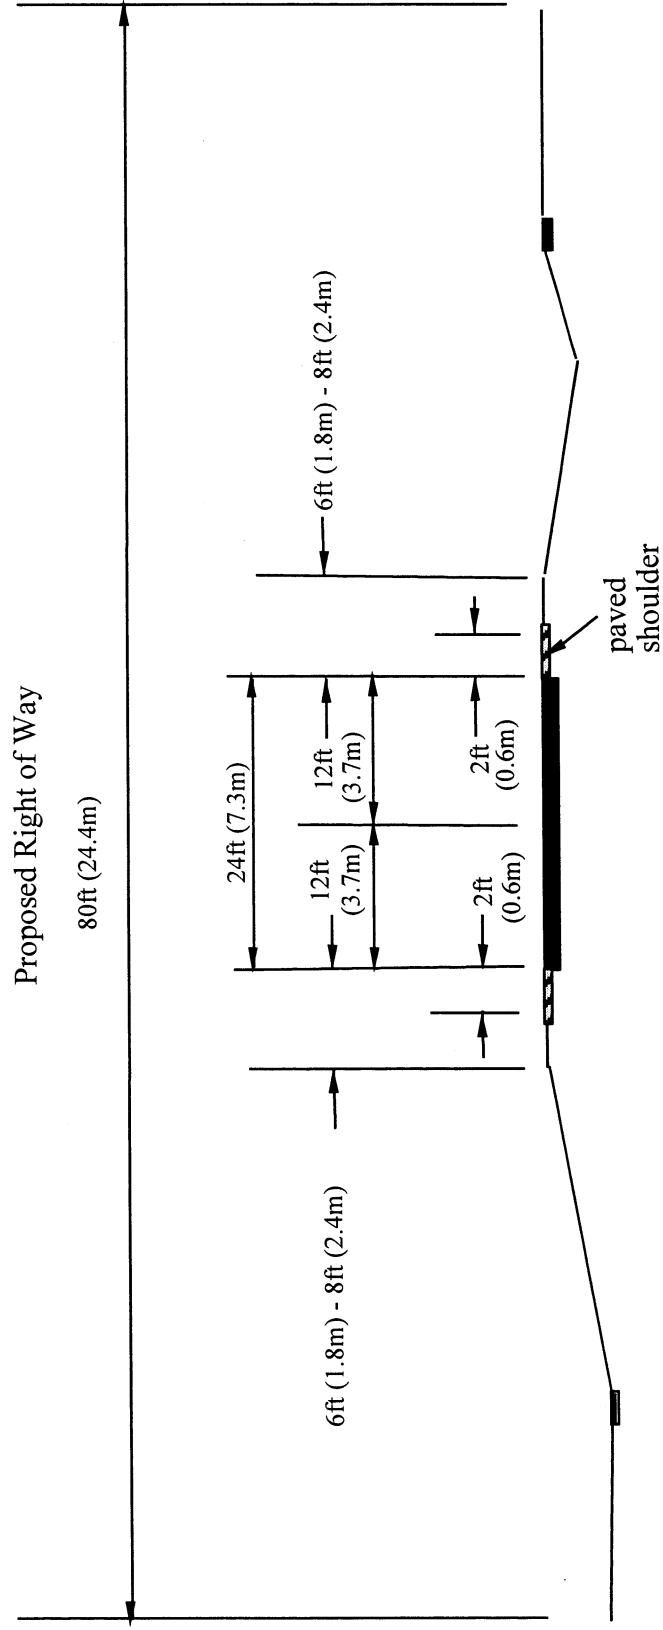 Proposed Right of Way
80ft (24.4m)
24ft (7.3m)
6ft (1.8m) - 8ft (2.4m)
12ft
(3.7m)
12ft
(3.7m)
6ft (1.8m) - 8ft (2.4m)
2ft
(0.6m)
2ft
(0.6m)
paved
shoulder